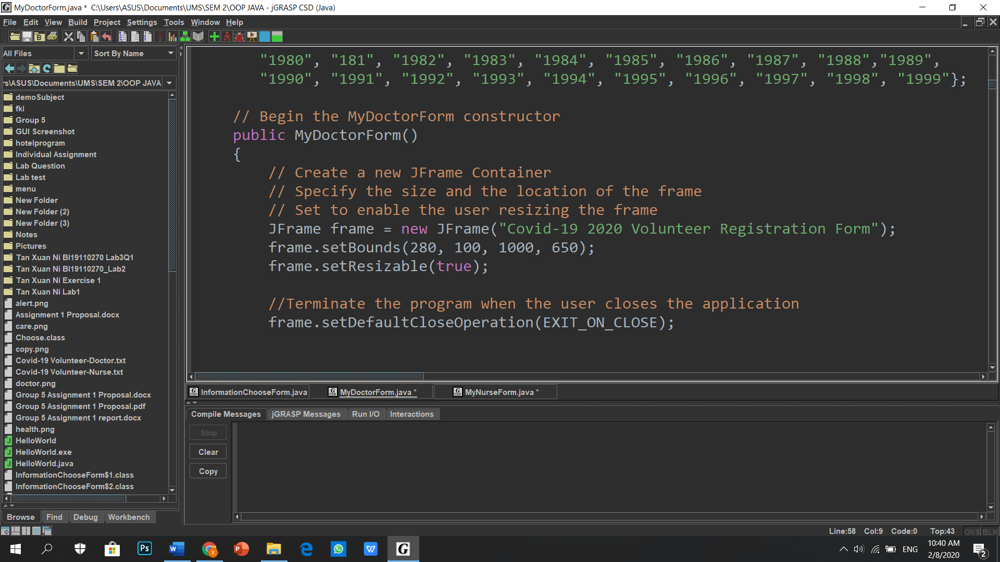 MyDoctorForm.java *  C:\Users\ASUS\Documents\UMS\SEM 2\OOP JAVA - jGRASP CSD (Java)
File Edit View Build Project Settings Tools Window Help
All Files
Sort By Name
rs\ASUS\Documents\UMS\SEM 2\OOP JAVA
demoSubject
fki
Group 5
GUI Screenshot
hotelprogram
Individual Assignment
Lab Question
Lab test
menu
New Folder
New Folder (2)
New Folder (3)
Notes
Pictures
Tan Xuan Ni BI19110270 Lab3Q1
Tan Xuan Ni BI19110270_Lab2
Tan Xuan Ni Exercise 1
Tan Xuan Ni Lab1
alert.png
Assignment 1 Proposal.docx
care.png
Choose.class
copy.png
Covid-19 Volunteer-Doctor.txt
Covid-19 Volunteer-Nurse.txt
doctor.png
Group 5 Assignment 1 Proposal.docx
Group 5 Assignment 1 Proposal.pdf
Group 5 Assignment 1 report.docx
health.png
HelloWorld
HelloWorld.exe
HelloWorld.java
InformationChooseForm$1.class
InformationChooseForm$2.class
Browse Find Debug Workbench
"1980", "181", "1982", "1983", "1984", "1985", "1986", "1987", "1988","1989",
"1990", "1991", "1992", "1993", "1994", "1995", "1996", "1997", "1998", "1999"};
// Begin the MyDoctorForm constructor
public MyDoctorForm()
{
// Create a new JFrame Container
// Specify the size and the location of the frame
// Set to enable the user resizing the frame
JFrame frame = new JFrame("Covid-19 2020 Volunteer Registration Form");
frame.setBounds(280, 100, 1000, 650);
frame.setResizable(true);
//Terminate the program when the user closes the application
frame.setDefaultCloseOperation(EXIT_ON_CLOSE);
InformationChooseForm.java MyDoctorForm.java * MyNurseForm.java *
Compile Messages jGRASP Messages Run I/O Interactions
Stop
Clear
Copy
Line:58 Col:9 Code:0 Top:43 OVS BLK
ENG
10:40 AM
2/8/2020
2